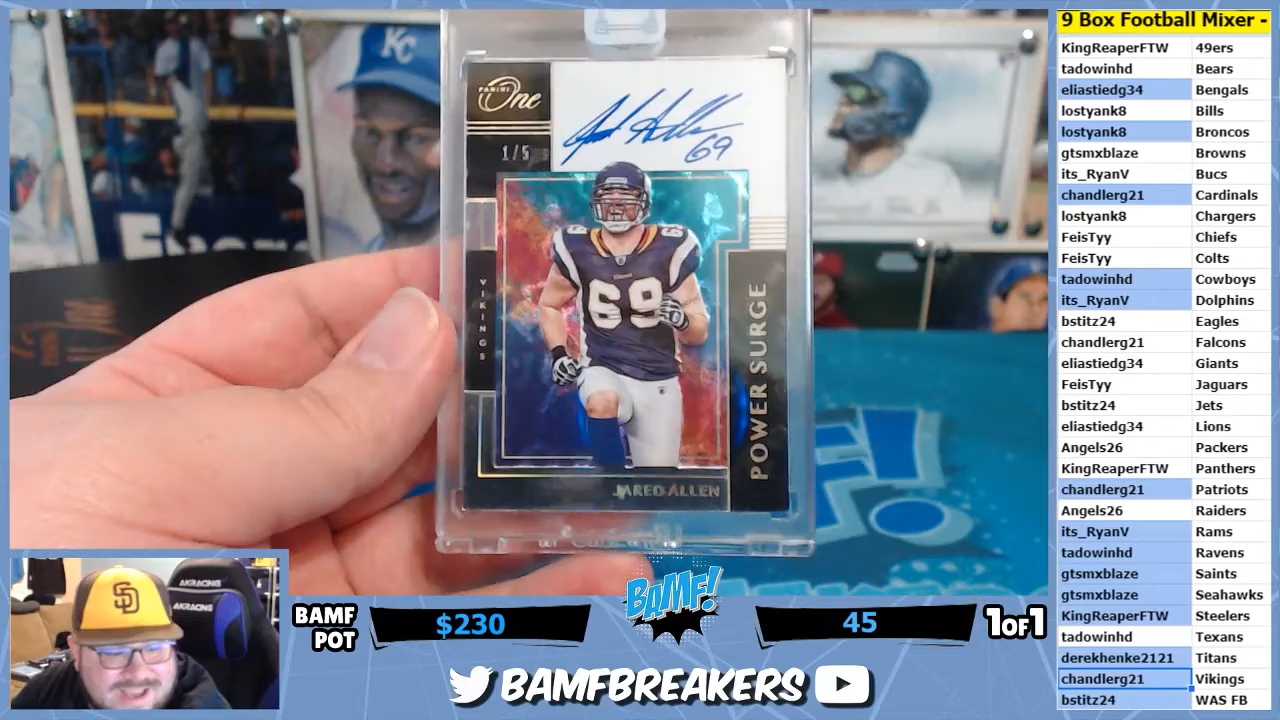 KC
PANINI
One
1/5
69
69
69
VIKINGS
POWER SURGE
JARED ALLEN
SD
AKRACING
AKRACING
BAMF
POT
$230
BAMF!
45
1OF1
BAMFBREAKERS
9 Box Football Mixer -
KingReaperFTW 49ers
tadowinhd Bears
eliastiedg34 Bengals
lostyank8 Bills
lostyank8 Broncos
gtsmxblaze Browns
its_RyanV Bucs
chandlerg21 Cardinals
lostyank8 Chargers
FeisTyy Chiefs
FeisTyy Colts
tadowinhd Cowboys
its_RyanV Dolphins
bstitz24 Eagles
chandlerg21 Falcons
eliastiedg34 Giants
FeisTyy Jaguars
bstitz24 Jets
eliastiedg34 Lions
Angels26 Packers
KingReaperFTW Panthers
chandlerg21 Patriots
Angels26 Raiders
its_RyanV Rams
tadowinhd Ravens
gtsmxblaze Saints
gtsmxblaze Seahawks
KingReaperFTW Steelers
tadowinhd Texans
derekhenke2121 Titans
chandlerg21 Vikings
bstitz24 WAS FB